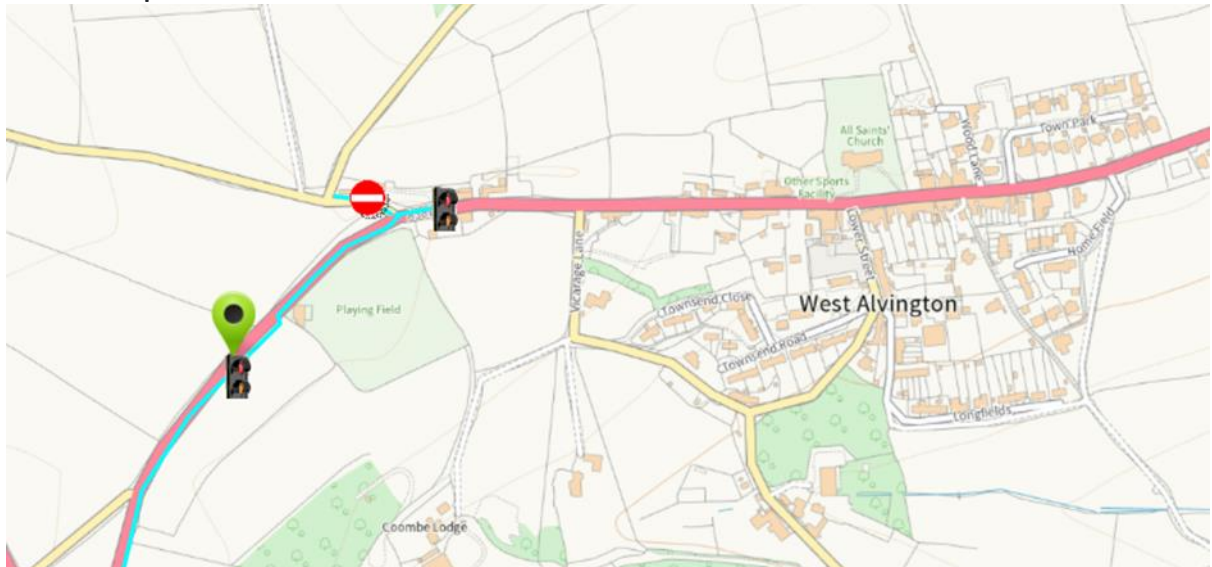 All Saints'
Church
Wood Lane
Town Park
Other Sports
Facility
Lower Street
Home Field
Vicarage Lane
Playing Field
Townsend Close
West Alvington
Townsend Road
Longfields
Coombe Lodge